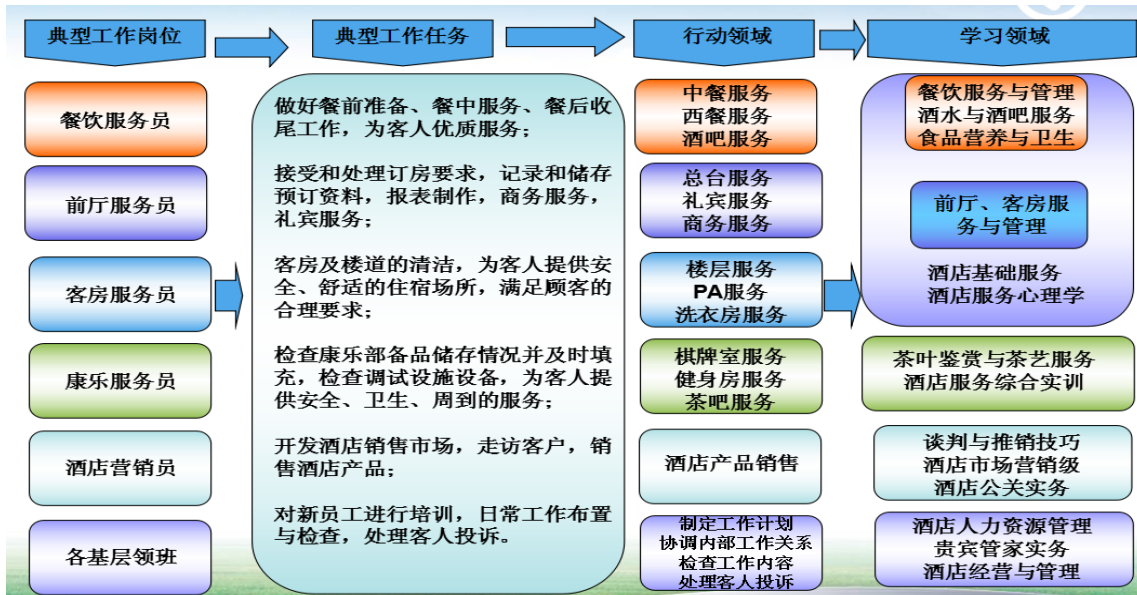 典型工作岗位
典型工作任务
行动领域
学习领域
餐饮服务员
前厅服务员
客房服务员
康乐服务员
酒店营销员
各基层领班
做好餐前准备、餐中服务、餐后收
尾工作，为客人优质服务；
接受和处理订房要求，记录和储存
预订资料，报表制作，商务服务，
礼宾服务；
客房及楼道的清洁，为客人提供安
全、舒适的住宿场所，满足顾客的
合理要求；
检查康乐部备品储存情况并及时填
充，检查调试设施设备，为客人提
供安全、卫生、周到的服务；
开发酒店销售市场，走访客户，销
售酒店产品；
对新员工进行培训，日常工作布置
与检查，处理客人投诉。
中餐服务
西餐服务
酒吧服务
总台服务
礼宾服务
商务服务
楼层服务
PA服务
洗衣房服务
棋牌室服务
健身房服务
茶吧服务
酒店产品销售
制定工作计划
协调内部工作关系
检查工作内容
处理客人投诉
餐饮服务与管理
酒水与酒吧服务
食品营养与卫生
前厅、客房服
务与管理
酒店基础服务
酒店服务心理学
茶叶鉴赏与茶艺服务
酒店服务综合实训
谈判与推销技巧
酒店市场营销级
酒店公关实务
酒店人力资源管理
贵宾管家实务
酒店经营与管理